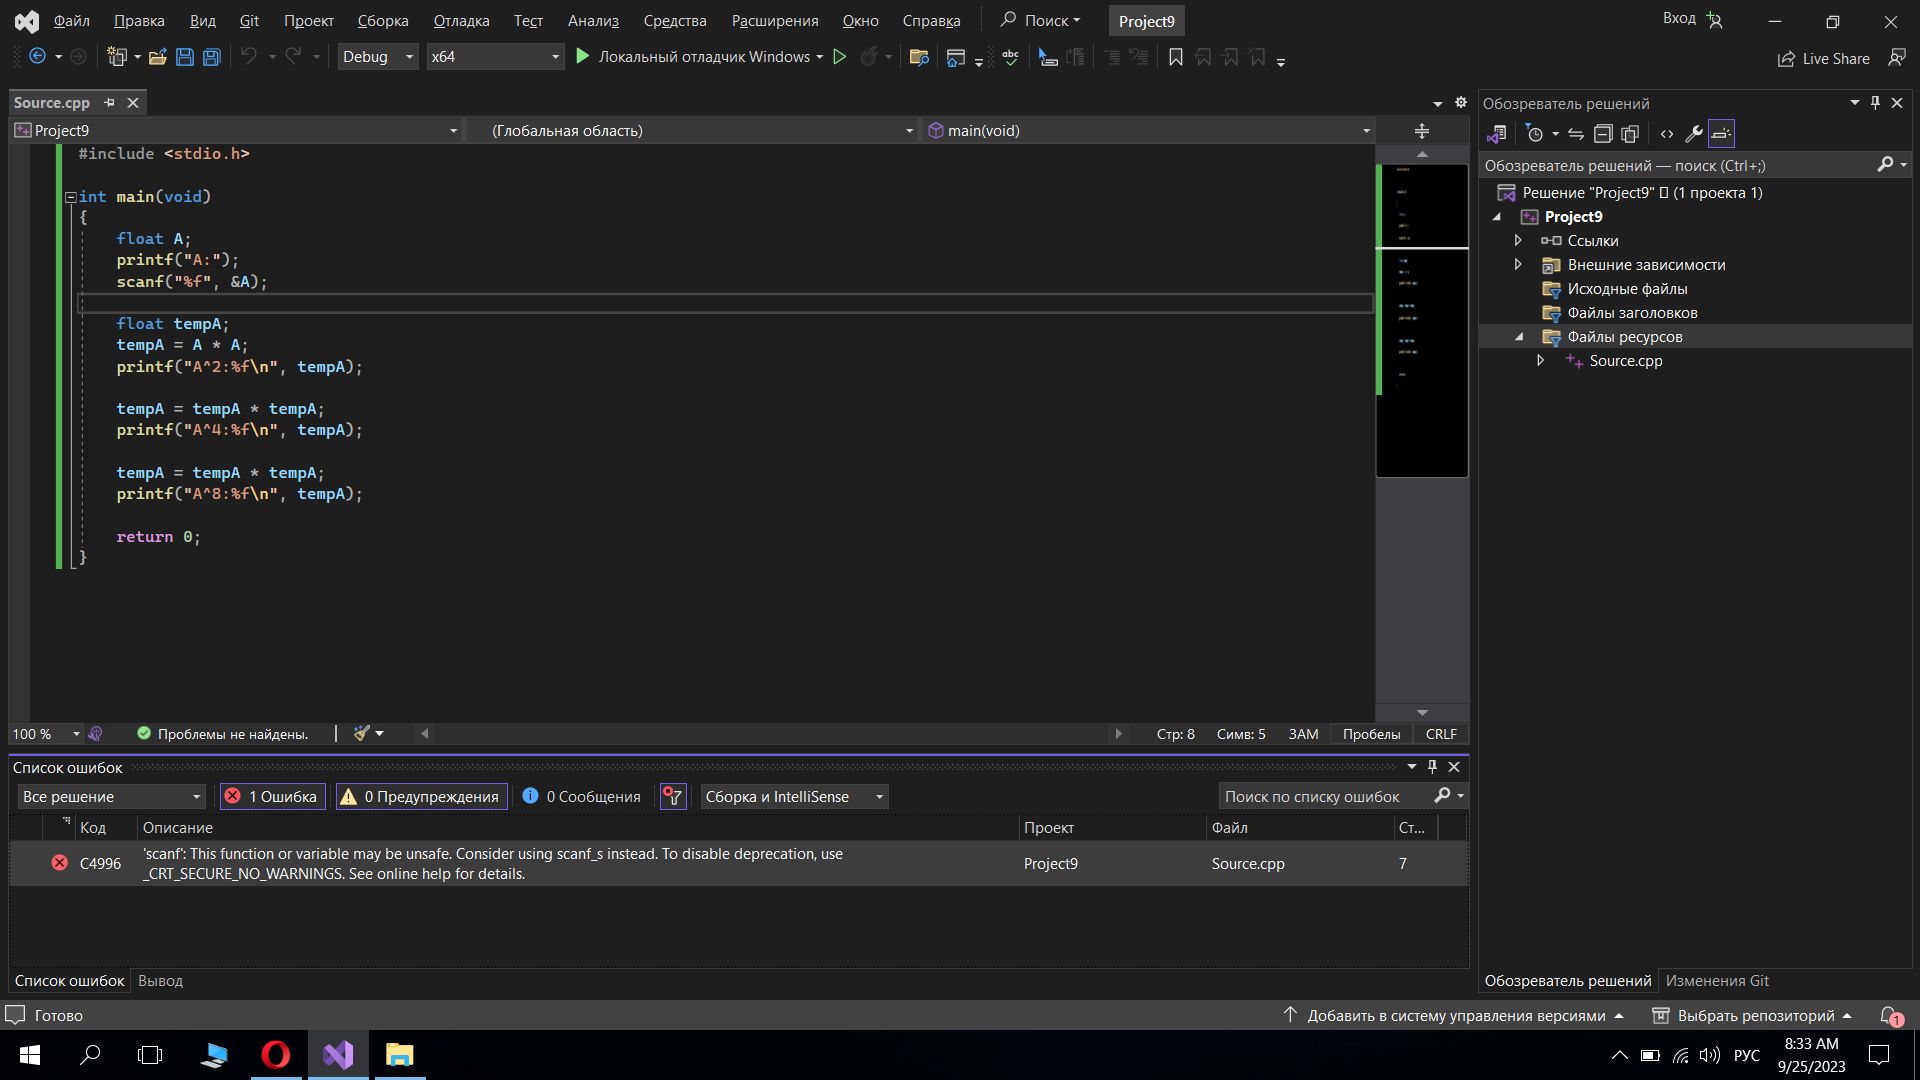 Файл Правка Вид Git Проект Сборка Отладка Тест Анализ Средства Расширения Окно Справка Поиск Project9 Вход
Debug x64 Локальный отладчик Windows Live Share
Source.cpp
Project9 (Глобальная область) main(void)
#include <stdio.h>
int main(void)
{
float A;
printf("A:");
scanf("%f", &A);
float tempA;
tempA = A * A;
printf("A^2:%f\n", tempA);
tempA = tempA * tempA;
printf("A^4:%f\n", tempA);
tempA = tempA * tempA;
printf("A^8:%f\n", tempA);
return 0;
}
100 % Проблемы не найдены. Стр: 8 Симв: 5 ЗАМ Пробелы CRLF
Список ошибок
Все решение 1 Ошибка 0 Предупреждения 0 Сообщения Сборка и IntelliSense Поиск по списку ошибок
Код Описание Проект Файл Ст...
C4996 'scanf': This function or variable may be unsafe. Consider using scanf_s instead. To disable deprecation, use
_CRT_SECURE_NO_WARNINGS. See online help for details. Project9 Source.cpp 7
Список ошибок Вывод
Обозреватель решений
Обозреватель решений — поиск (Ctrl+;)
Решение "Project9" (1 проекта 1)
Project9
Ссылки
Внешние зависимости
Исходные файлы
Файлы заголовков
Файлы ресурсов
Source.cpp
Обозреватель решений Изменения Git
Готово Добавить в систему управления версиями Выбрать репозиторий 1
abc
РУС 8:33 AM
9/25/2023